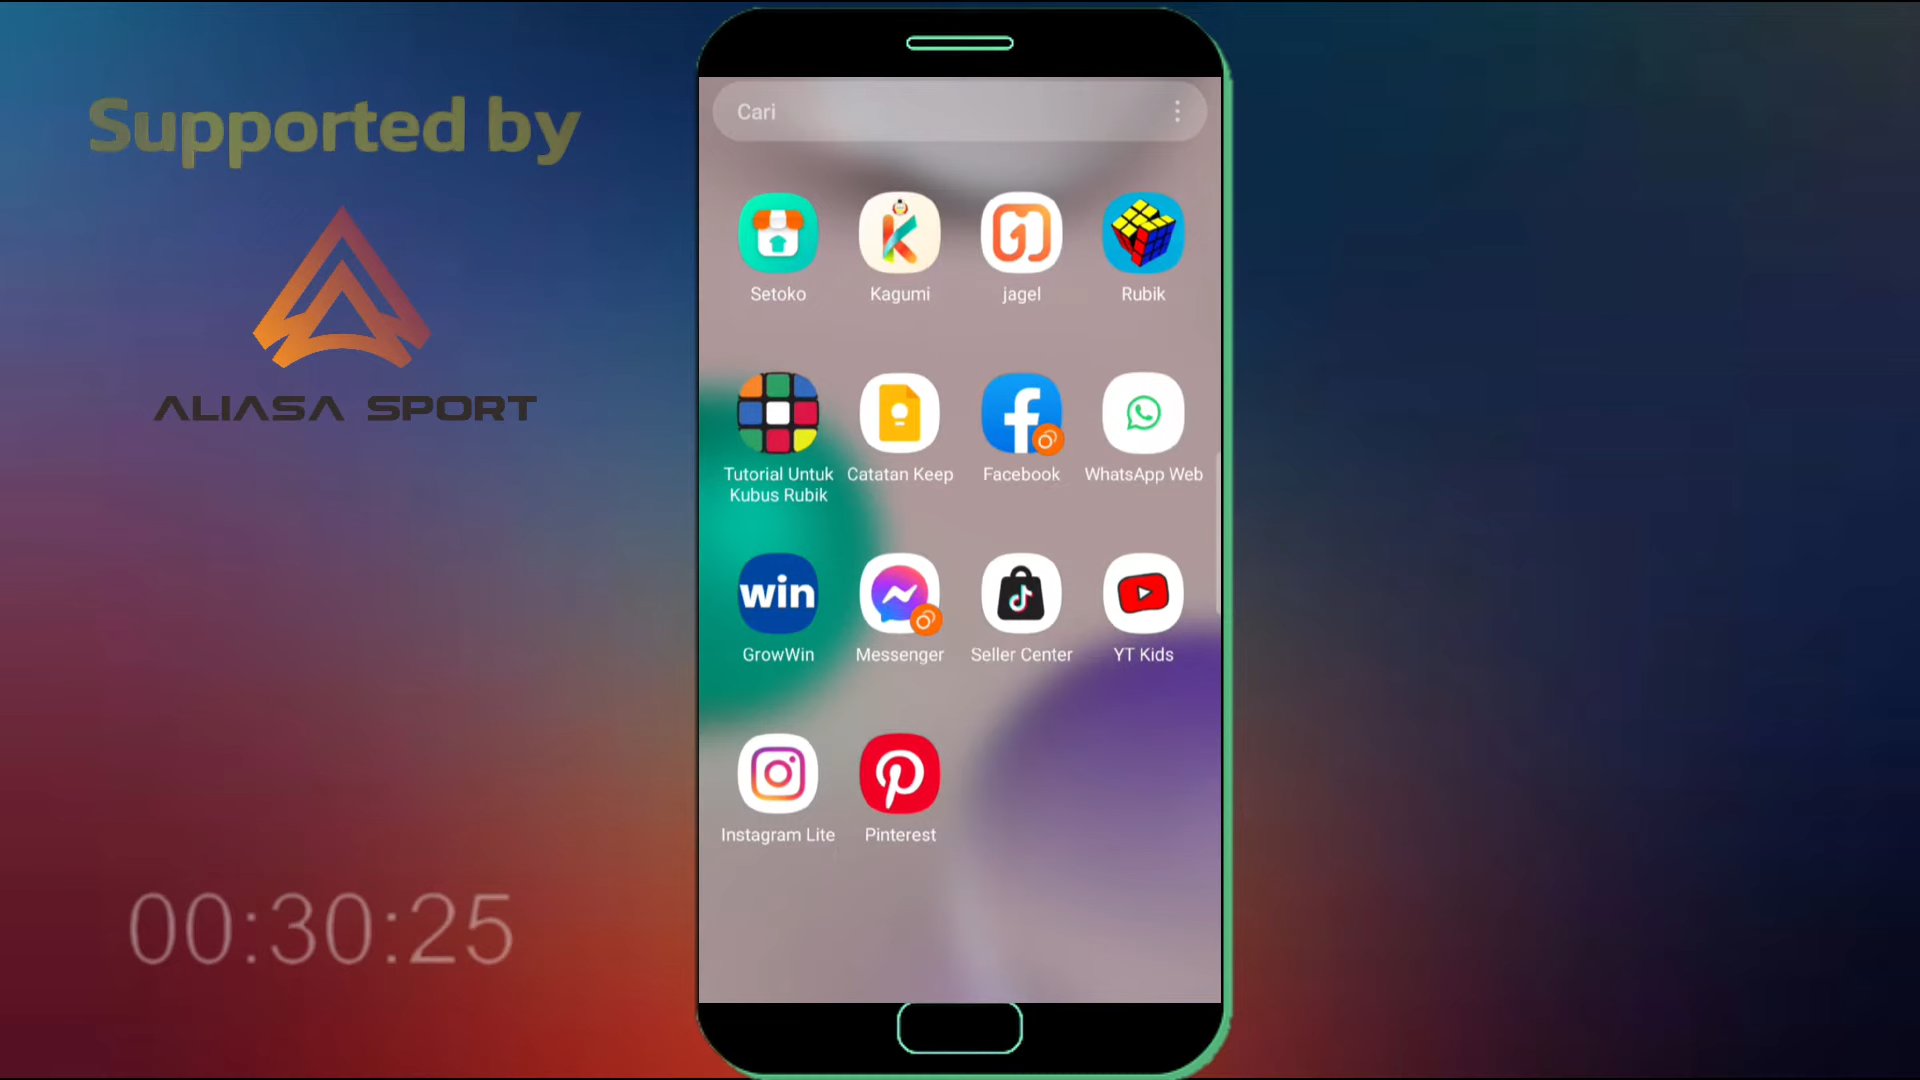 Supported by
ALIASA SPORT
00:30:25
Cari
Setoko
Kagumi
jagel
Rubik
Tutorial Untuk
Kubus Rubik
Catatan Keep
Facebook
WhatsApp Web
win
GrowWin
Messenger
Seller Center
YT Kids
Instagram Lite
Pinterest